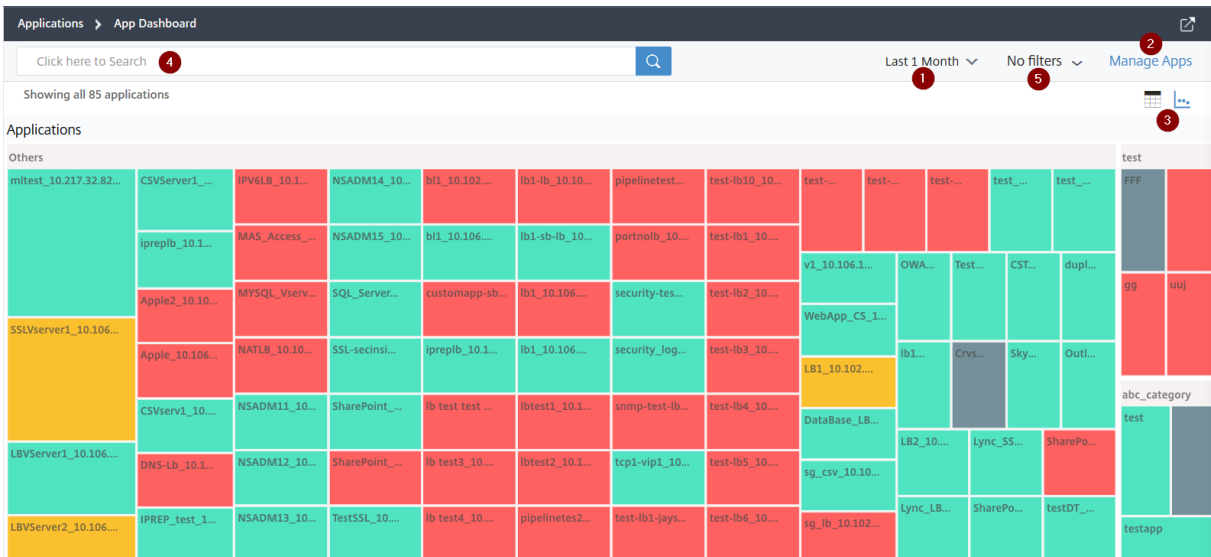 Applications > App Dashboard
Click here to Search
4
Last 1 Month
1
No filters
5
2
Manage Apps
Showing all 85 applications
3
Applications
Others
mltest_10.217.32.82...
CSVServer1_...
IPV6LB_10.1...
NSADM14_10...
bl1_10.102....
lb1-lb_10.10...
pipelinetest...
test-lb10_10...
test-...
test-...
test-...
test_...
test_...
ipreplb_10.1...
MAS_Access_...
NSADM15_10...
bl1_10.106....
lb1-sb-lb_10...
portnolb_10....
test-lb1_10....
v1_10.106.1...
OWA...
Test...
CST...
dupl...
Apple2_10.10...
MYSQL_Vserv...
SQL_Server...
customapp-sb...
lb1_10.106....
security-tes...
test-lb2_10....
WebApp_CS_1...
SSLVserver1_10.106...
Apple_10.106...
NATLB_10.10...
SSL-secinsi...
ipreplb_10.1...
lb1_10.106....
security_log...
test-lb3_10....
LB1_10.102....
lb1...
Crvs...
Sky...
Outl...
CSVserv1_10....
NSADM11_10...
SharePoint_...
lb test test ...
lbtest1_10.1...
snmp-test-lb...
test-lb4_10....
DataBase_LB...
LBVServer1_10.106....
DNS-Lb_10.1...
NSADM12_10...
SharePoint_...
lb test3_10....
lbtest2_10.1...
tcp1-vip1_10...
test-lb5_10....
sg_csv_10.10...
LB2_10....
Lync_SS...
SharePo...
LBVServer2_10.106....
IPREP_test_1...
NSADM13_10...
TestSSL_10....
lb test4_10....
pipelinetes2...
test-lb1-jays...
test-lb6_10....
sg_lb_10.102...
Lync_LB...
SharePo...
testDT_...
test
FFF
gg
uuj
abc_category
test
testapp